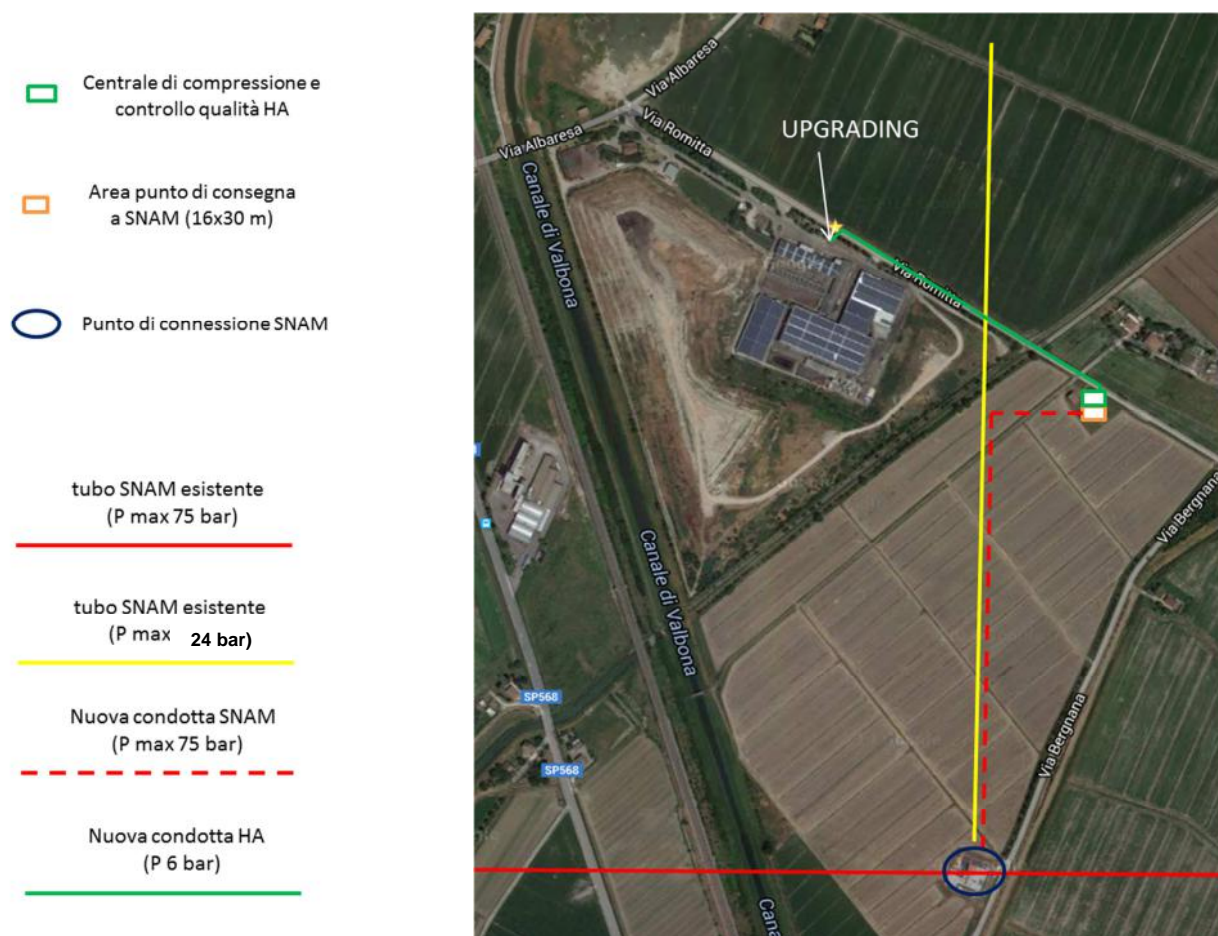 Centrale di compressione e
controllo qualità HA
Area punto di consegna
a SNAM (16x30 m)
Punto di connessione SNAM
tubo SNAM esistente
(P max 75 bar)
tubo SNAM esistente
(P max 24 bar)
Nuova condotta SNAM
(P max 75 bar)
Nuova condotta HA
(P 6 bar)
Via Albaresa
Via Albaresa
Via Romitta
UPGRADING
Canale di Valbona
Via Romitta
Via Bergnana
Canale di Valbona
SP568
Via Bergnana
SP568
Cana